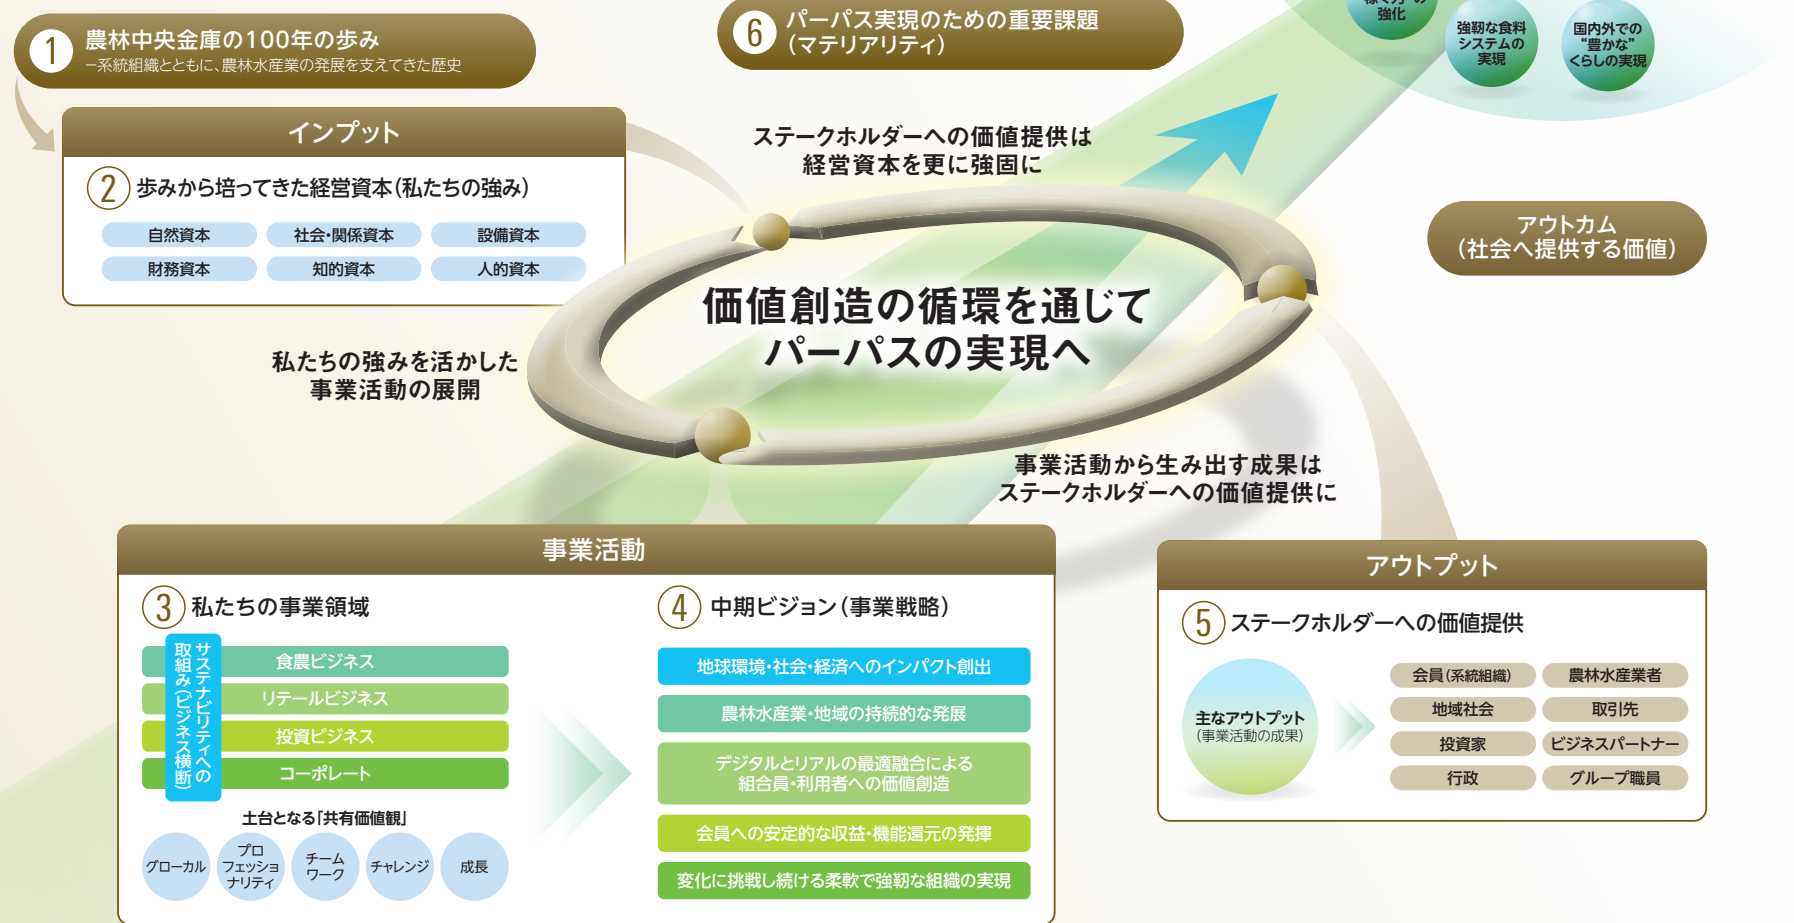 1
農林中央金庫の100年の歩み
−系統組織とともに、農林水産業の発展を支えてきた歴史
6
パーパス実現のための重要課題
（マテリアリティ）
強化
強靭な食料
システムの
実現
国内外での
“豊かな”
くらしの実現
インプット
2
歩みから培ってきた経営資本（私たちの強み）
自然資本
社会・関係資本
設備資本
財務資本
知的資本
人的資本
ステークホルダーへの価値提供は
経営資本を更に強固に
アウトカム
（社会へ提供する価値）
価値創造の循環を通じて
パーパスの実現へ
私たちの強みを活かした
事業活動の展開
事業活動から生み出す成果は
ステークホルダーへの価値提供に
事業活動
3
私たちの事業領域
サステナビリティへの
取組み（ビジネス横断）
食農ビジネス
リテールビジネス
投資ビジネス
コーポレート
土台となる「共有価値観」
グローカル
プロ
フェッショ
ナリティ
チーム
ワーク
チャレンジ
成長
4
中期ビジョン（事業戦略）
地球環境・社会・経済へのインパクト創出
農林水産業・地域の持続的な発展
デジタルとリアルの最適融合による
組合員・利用者への価値創造
会員への安定的な収益・機能還元の発揮
変化に挑戦し続ける柔軟で強靭な組織の実現
アウトプット
5
ステークホルダーへの価値提供
主なアウトプット
（事業活動の成果）
会員（系統組織）
農林水産業者
地域社会
取引先
投資家
ビジネスパートナー
行政
グループ職員